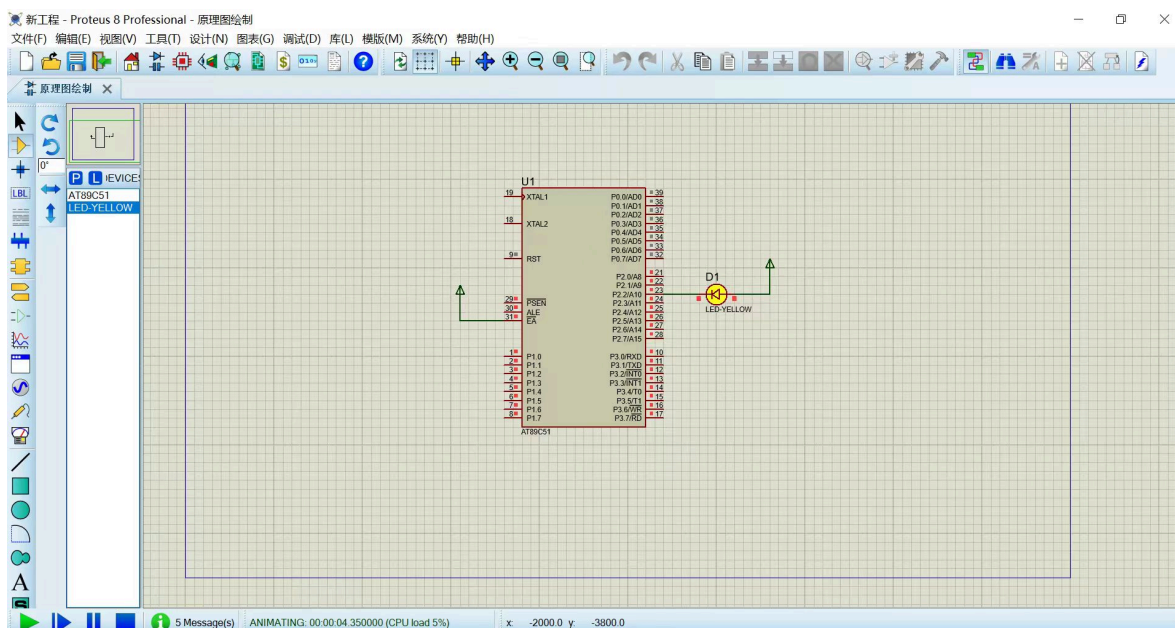 新工程 - Proteus 8 Professional - 原理图绘制
文件(F) 编辑(E) 视图(V) 工具(T) 设计(N) 图表(G) 调试(D) 库(L) 模版(M) 系统(Y) 帮助(H)
原理图绘制
0°
P L DEVICES
LBL
AT89C51
LED-YELLOW
A
S
U1
19 XTAL1
18 XTAL2
9 RST
29 PSEN
30 ALE
31 EA
1 P1.0
2 P1.1
3 P1.2
4 P1.3
5 P1.4
6 P1.5
7 P1.6
8 P1.7
P0.0/AD0 39
P0.1/AD1 38
P0.2/AD2 37
P0.3/AD3 36
P0.4/AD4 35
P0.5/AD5 34
P0.6/AD6 33
P0.7/AD7 32
P2.0/A8 21
P2.1/A9 22
P2.2/A10 23
P2.3/A11 24
P2.4/A12 25
P2.5/A13 26
P2.6/A14 27
P2.7/A15 28
P3.0/RXD 10
P3.1/TXD 11
P3.2/INT0 12
P3.3/INT1 13
P3.4/T0 14
P3.5/T1 15
P3.6/WR 16
P3.7/RD 17
AT89C51
D1
LED-YELLOW
5 Message(s) ANIMATING: 00:00:04.350000 (CPU load 5%) x: -2000.0 y: -3800.0